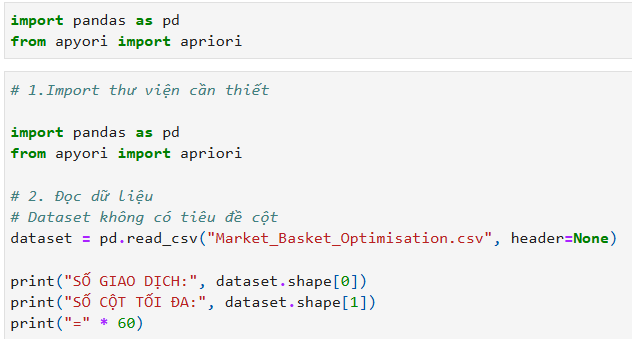 import pandas as pd
from apyori import apriori
# 1.Import thư viện cần thiết
import pandas as pd
from apyori import apriori
# 2. Đọc dữ liệu
# Dataset không có tiêu đề cột
dataset = pd.read_csv("Market_Basket_Optimisation.csv", header=None)
print("SỐ GIAO DỊCH:", dataset.shape[0])
print("SỐ CỘT TỐI ĐA:", dataset.shape[1])
print("=" * 60)